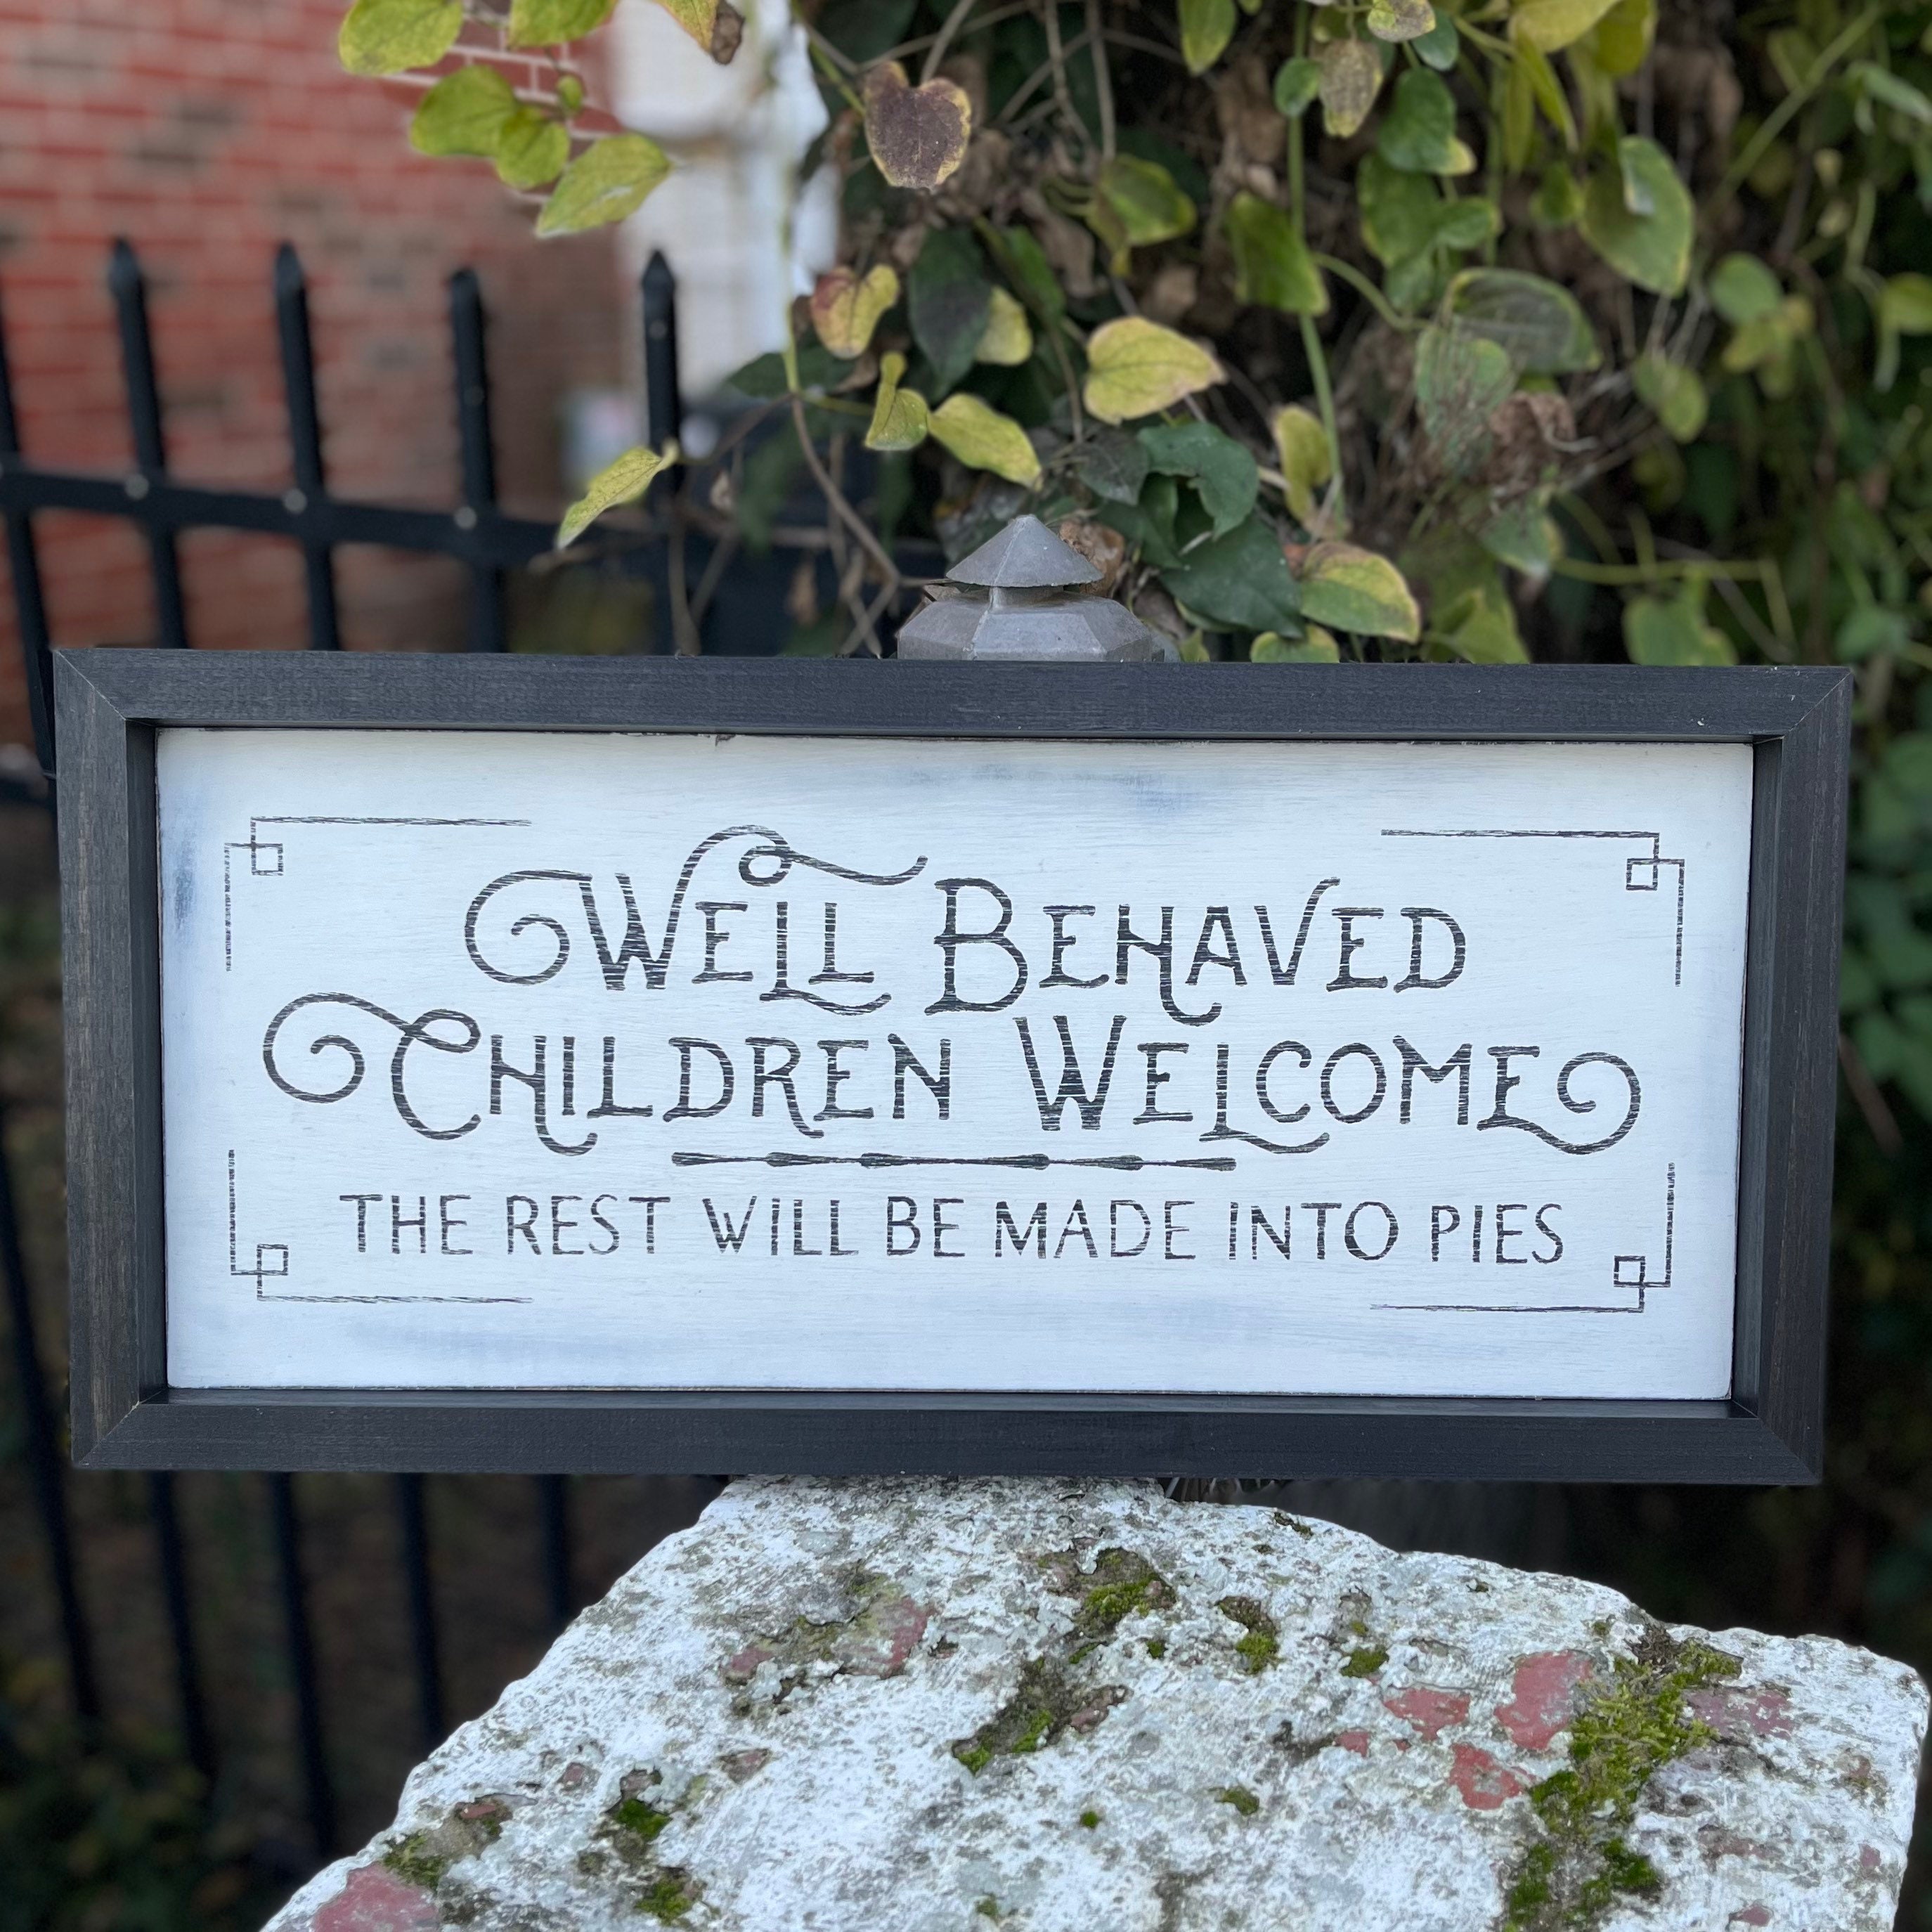 WELL BEHAVED
CHILDREN WELCOME
THE REST WILL BE MADE INTO PIES